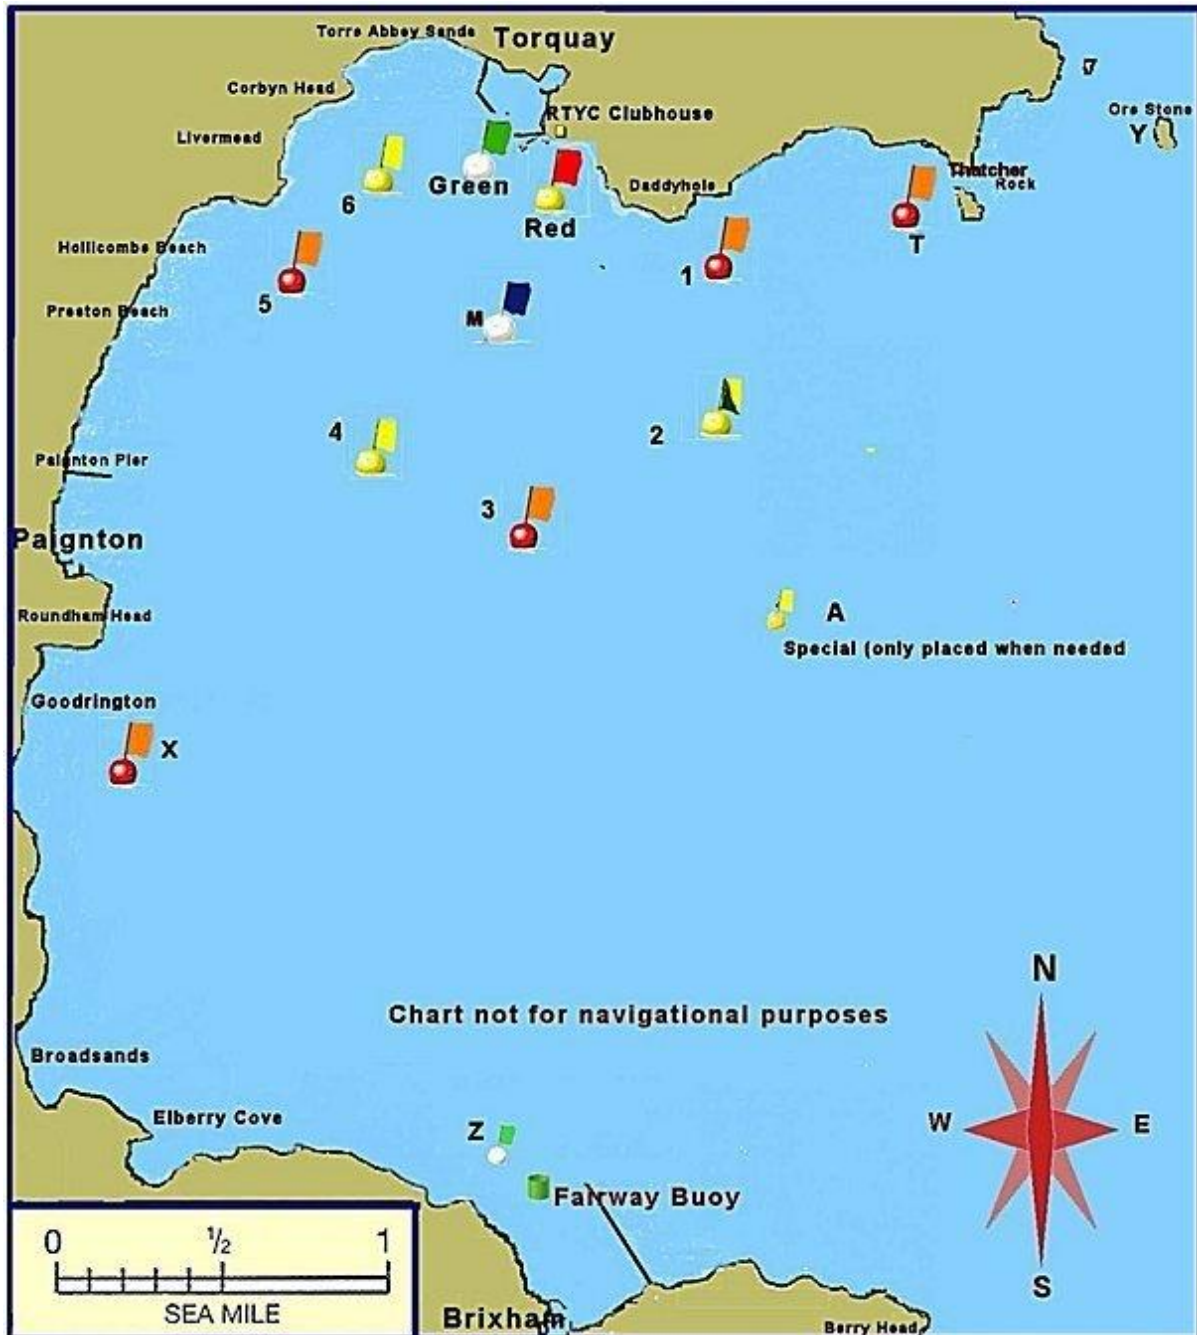 Torre Abbey Sands
Torquay
Corbyn Head
Ore Stone
RTYC Clubhouse
Livermead
Y
Thatcher
Rock
Green
Daddyhole
6
Red
T
Hollicombe Beach
1
5
Preston Beach
M
4
2
Paignton Pier
3
Paignton
Roundham Head
A
Special (only placed when needed
Goodrington
X
N
Chart not for navigational purposes
Broadsands
Elberry Cove
W
E
Z
Fairway Buoy
S
0 1/2 1
SEA MILE
Brixham
Berry Head